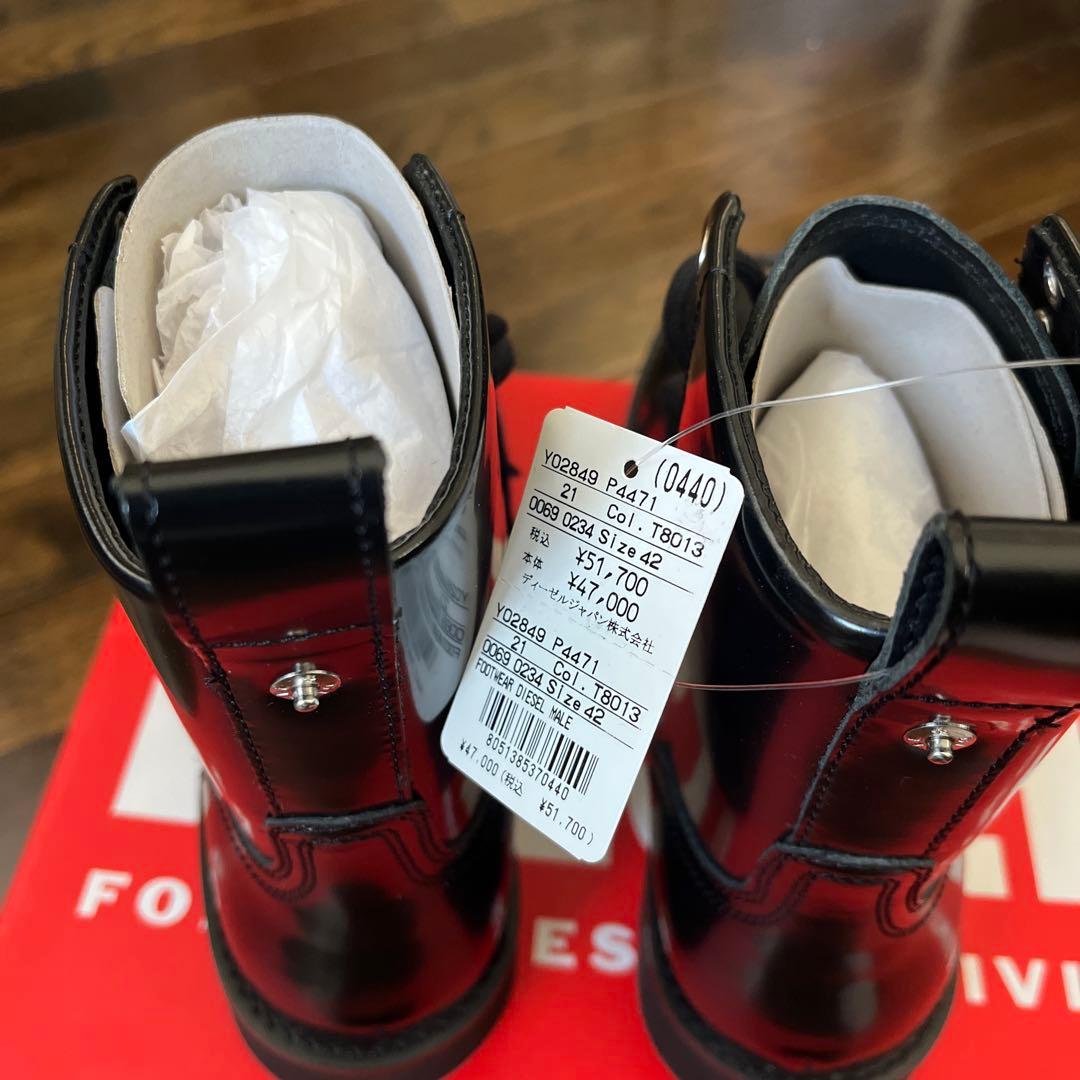 (0440)
Y02849 P4471
21 Col. T8013
0069 0234 Size 42
税込 ¥51,700
本体 ¥47,000
ディーゼルジャパン株式会社
Y02849 P4471
21 Col. T8013
0069 0234 Size 42
FOOTWEAR DIESEL MALE
8051385370440
¥47,000(税込 ¥51,700)
FO ES IVI